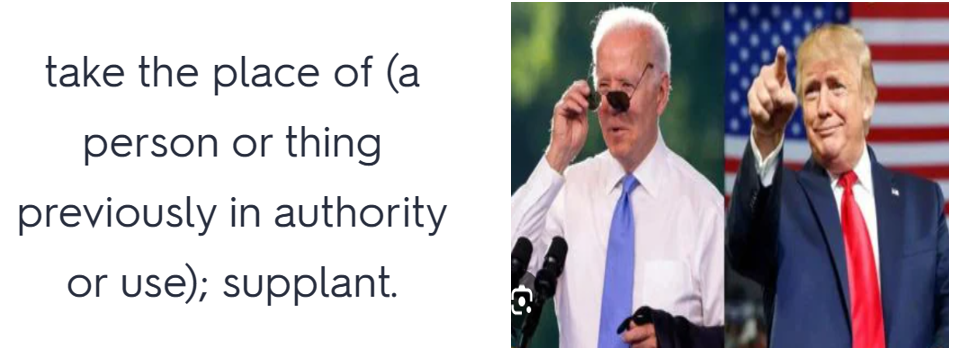 take the place of (a
person or thing
previously in authority
or use); supplant.